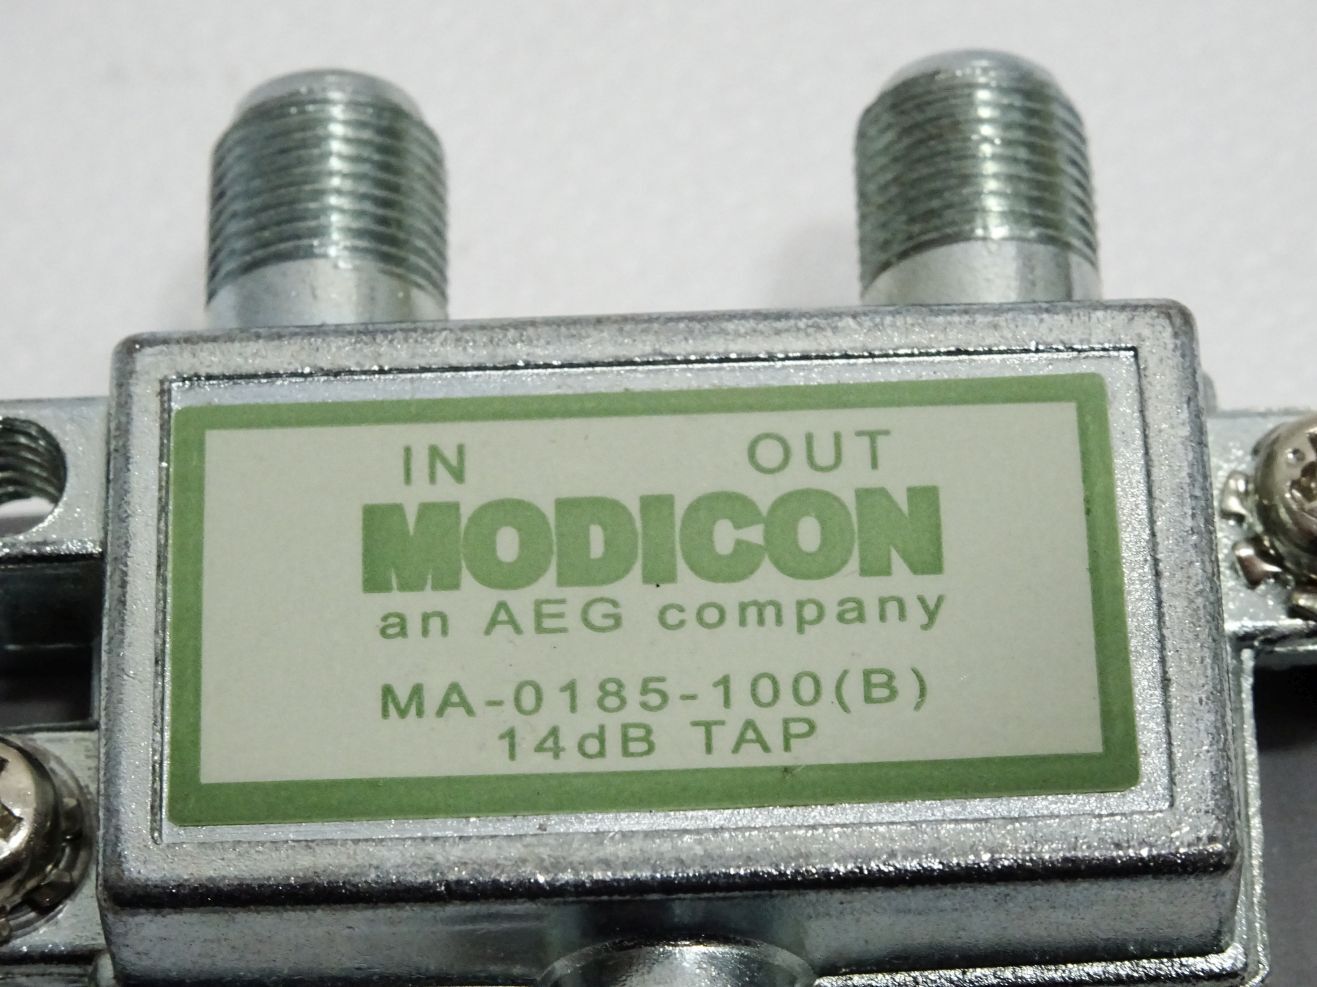 IN OUT
MODICON
an AEG company
MA-0185-100(B)
14dB TAP